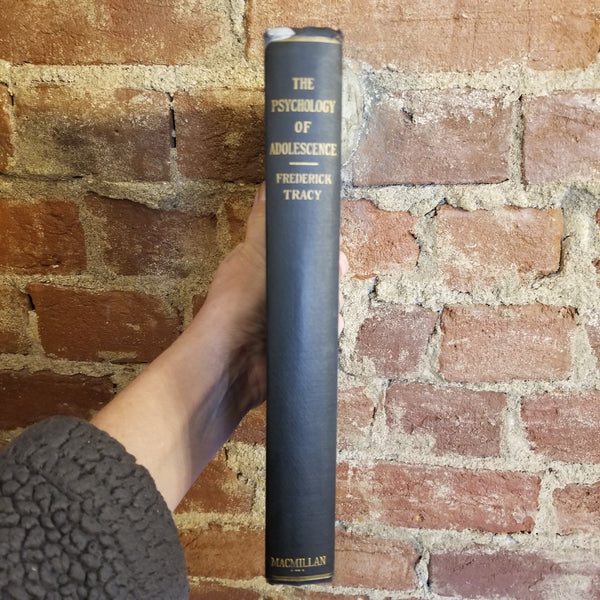 THE
PSYCHOLOGY
OF
ADOLESCENCE
FREDERICK
TRACY
MACMILLAN